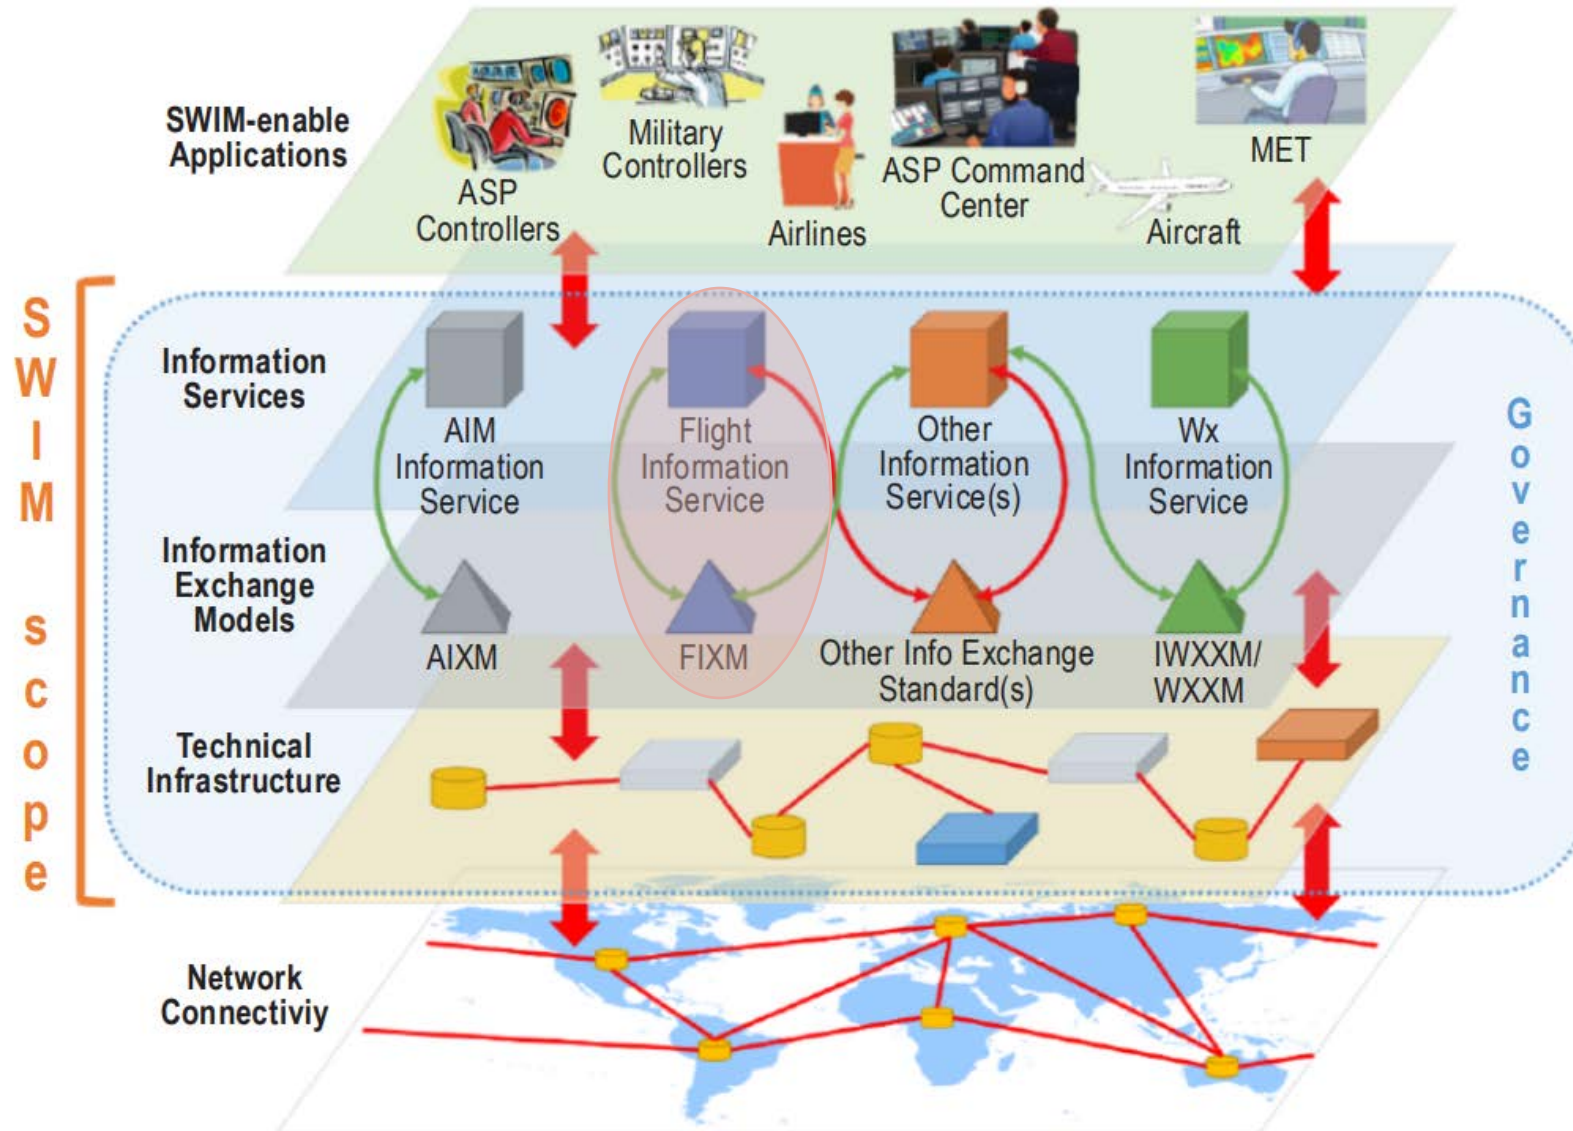 SWIM-enable
Applications
ASP
Controllers
Military
Controllers
Airlines
ASP Command
Center
Aircraft
MET
SWIM scope
Information
Services
AIM
Information
Service
Flight
Information
Service
Other
Information
Service(s)
Wx
Information
Service
Governance
Information
Exchange
Models
AIXM
FIXM
Other Info Exchange
Standard(s)
IWXXM/
WXXM
Technical
Infrastructure
Network
Connectiviy